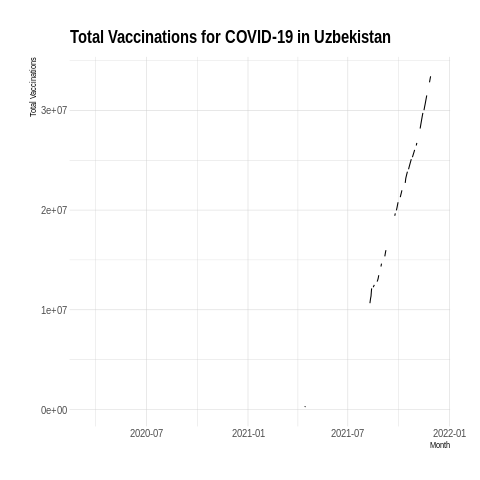 Total Vaccinations for COVID-19 in Uzbekistan
Total Vaccinations
3e+07
2e+07
1e+07
0e+00
2020-07 2021-01 2021-07 2022-01
Month